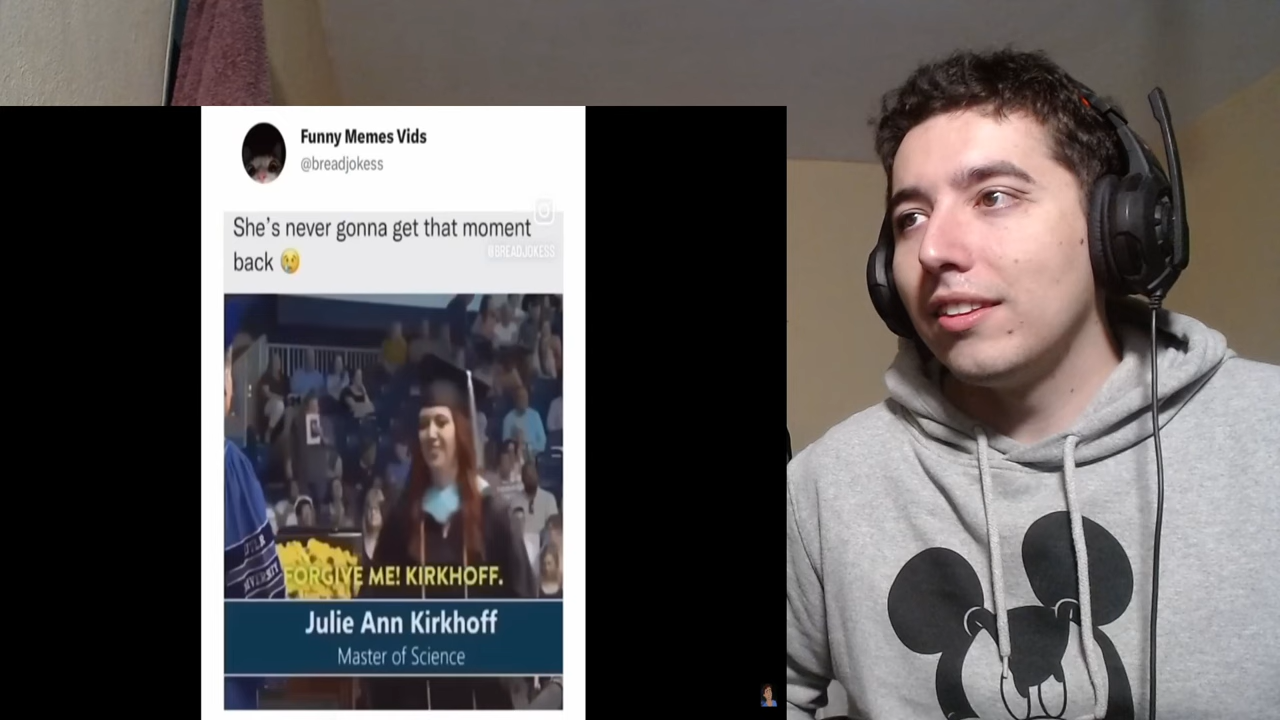 Funny Memes Vids
@breadjokess
She's never gonna get that moment
back 😢
@BREADJOKESS
FORGIVE ME! KIRKHOFF.
Julie Ann Kirkhoff
Master of Science